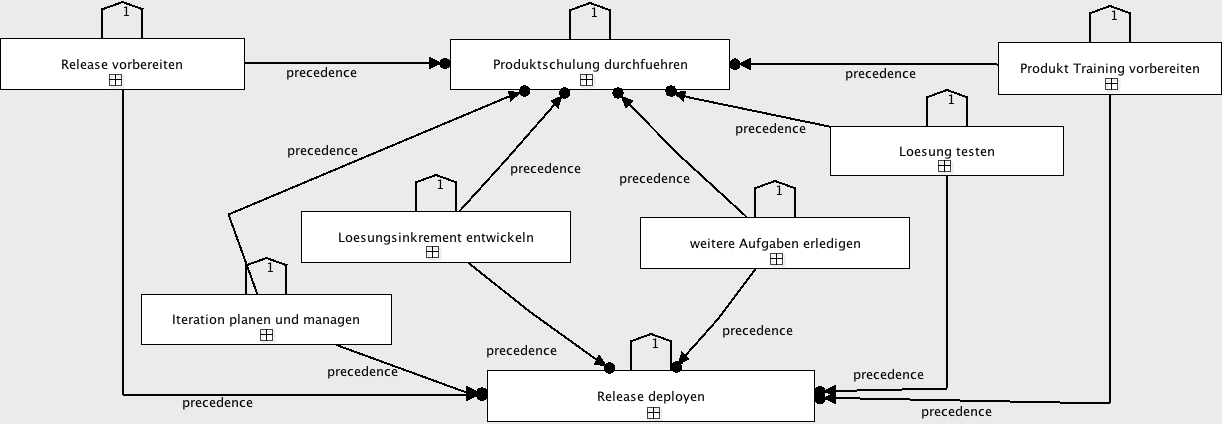 1
1
1
Release vorbereiten
precedence
Produktschulung durchfuehren
precedence
Produkt Training vorbereiten
1
precedence
Loesung testen
precedence
precedence
precedence
1
1
Loesungsinkrement entwickeln
weitere Aufgaben erledigen
1
Iteration planen und managen
precedence
1
precedence
precedence
precedence
precedence
Release deployen
precedence
precedence